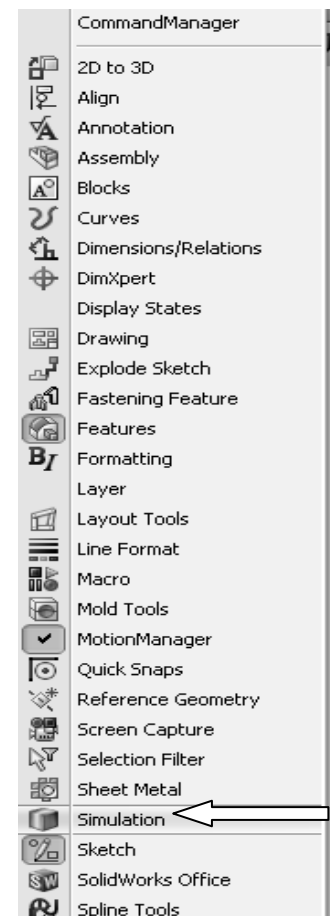 CommandManager
2D to 3D
Align
Annotation
Assembly
Blocks
Curves
Dimensions/Relations
DimXpert
Display States
Drawing
Explode Sketch
Fastening Feature
Features
Formatting
Layer
Layout Tools
Line Format
Macro
Mold Tools
MotionManager
Quick Snaps
Reference Geometry
Screen Capture
Selection Filter
Sheet Metal
Simulation
Sketch
SolidWorks Office
Spline Tools